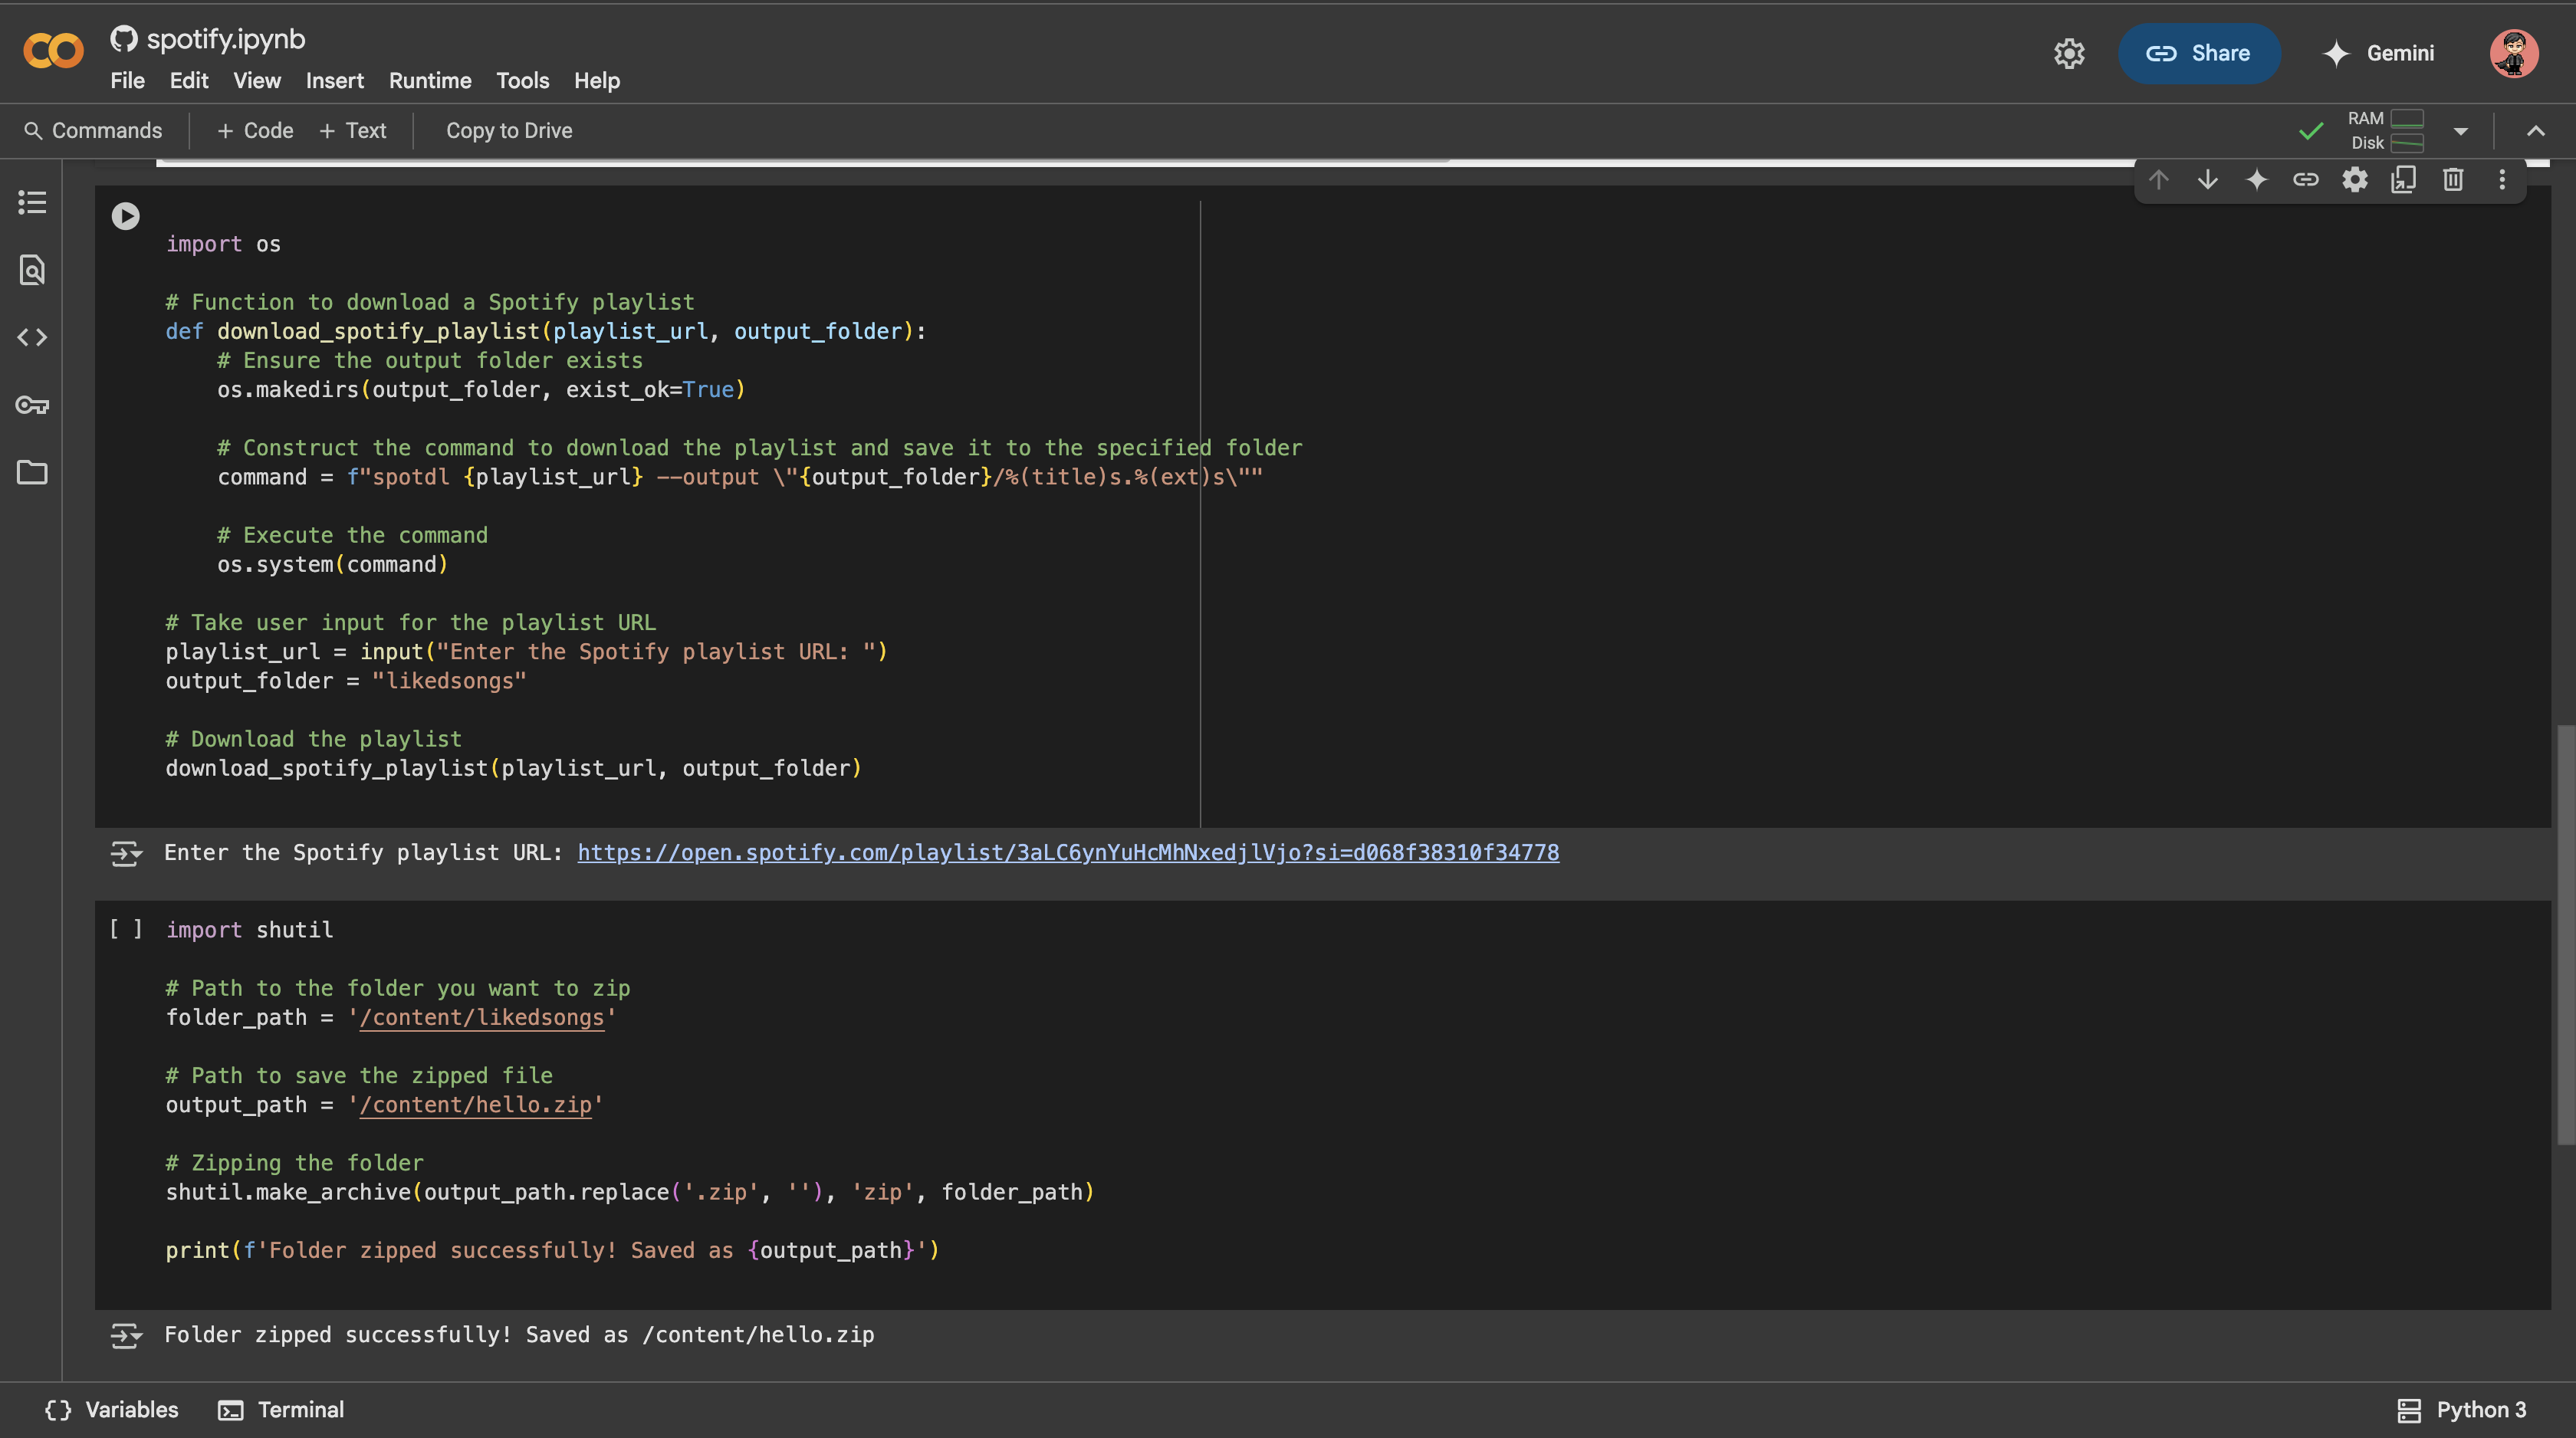 spotify.ipynb
File Edit View Insert Runtime Tools Help
Share
Gemini
Commands
+ Code
+ Text
Copy to Drive
RAM
Disk
import os
# Function to download a Spotify playlist
def download_spotify_playlist(playlist_url, output_folder):
    # Ensure the output folder exists
    os.makedirs(output_folder, exist_ok=True)
    # Construct the command to download the playlist and save it to the specified folder
    command = f"spotdl {playlist_url} --output \"{output_folder}/%(title)s.%(ext)s\""
    # Execute the command
    os.system(command)
# Take user input for the playlist URL
playlist_url = input("Enter the Spotify playlist URL: ")
output_folder = "likedsongs"
# Download the playlist
download_spotify_playlist(playlist_url, output_folder)
Enter the Spotify playlist URL: https://open.spotify.com/playlist/3aLC6ynYuHcMhNxedjlVjo?si=d068f38310f34778
[ ] import shutil
# Path to the folder you want to zip
folder_path = '/content/likedsongs'
# Path to save the zipped file
output_path = '/content/hello.zip'
# Zipping the folder
shutil.make_archive(output_path.replace('.zip', ''), 'zip', folder_path)
print(f'Folder zipped successfully! Saved as {output_path}')
Folder zipped successfully! Saved as /content/hello.zip
Variables
Terminal
Python 3